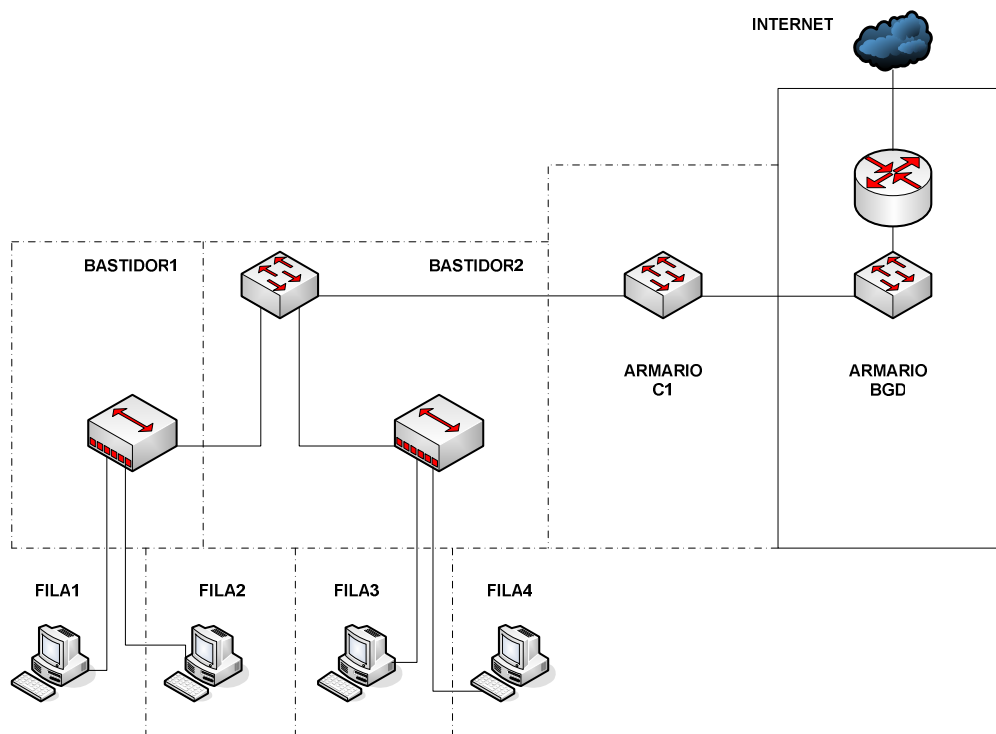 INTERNET
BASTIDOR1
BASTIDOR2
ARMARIO
C1
ARMARIO
BGD
FILA1
FILA2
FILA3
FILA4